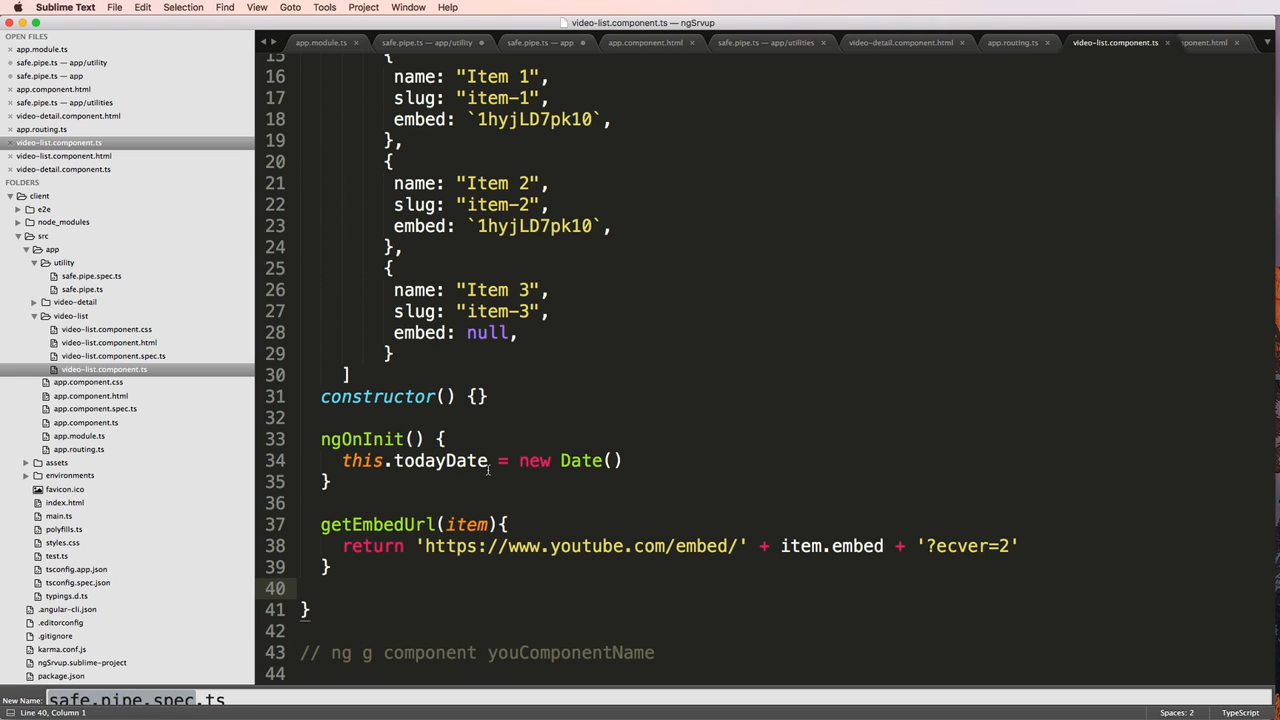 Sublime Text File Edit Selection Find View Goto Tools Project Window Help
video-list.component.ts — ngSrvup
OPEN FILES
app.module.ts
safe.pipe.ts — app/utility
safe.pipe.ts — app
app.component.html
safe.pipe.ts — app/utilities
video-detail.component.html
app.routing.ts
video-list.component.ts
video-list.component.html
video-detail.component.ts
FOLDERS
client
e2e
node_modules
src
app
utility
safe.pipe.spec.ts
safe.pipe.ts
video-detail
video-list
video-list.component.css
video-list.component.html
video-list.component.spec.ts
video-list.component.ts
app.component.css
app.component.html
app.component.spec.ts
app.component.ts
app.module.ts
app.routing.ts
assets
environments
favicon.ico
index.html
main.ts
polyfills.ts
styles.css
test.ts
tsconfig.app.json
tsconfig.spec.json
typings.d.ts
.angular-cli.json
.editorconfig
.gitignore
karma.conf.js
ngSrvup.sublime-project
package.json
app.module.ts safe.pipe.ts — app/utility safe.pipe.ts — app app.component.html safe.pipe.ts — app/utilities video-detail.component.html app.routing.ts video-list.component.ts ponent.html
15 {
16 name: "Item 1",
17 slug: "item-1",
18 embed: `1hyjLD7pk10`,
19 },
20 {
21 name: "Item 2",
22 slug: "item-2",
23 embed: `1hyjLD7pk10`,
24 },
25 {
26 name: "Item 3",
27 slug: "item-3",
28 embed: null,
29 }
30 ]
31 constructor() {}
32
33 ngOnInit() {
34 this.todayDate = new Date()
35 }
36
37 getEmbedUrl(item){
38 return 'https://www.youtube.com/embed/' + item.embed + '?ecver=2'
39 }
40
41 }
42
43 // ng g component youComponentName
44
New Name: safe.pipe.spec.ts
Line 40, Column 1 Spaces: 2 TypeScript